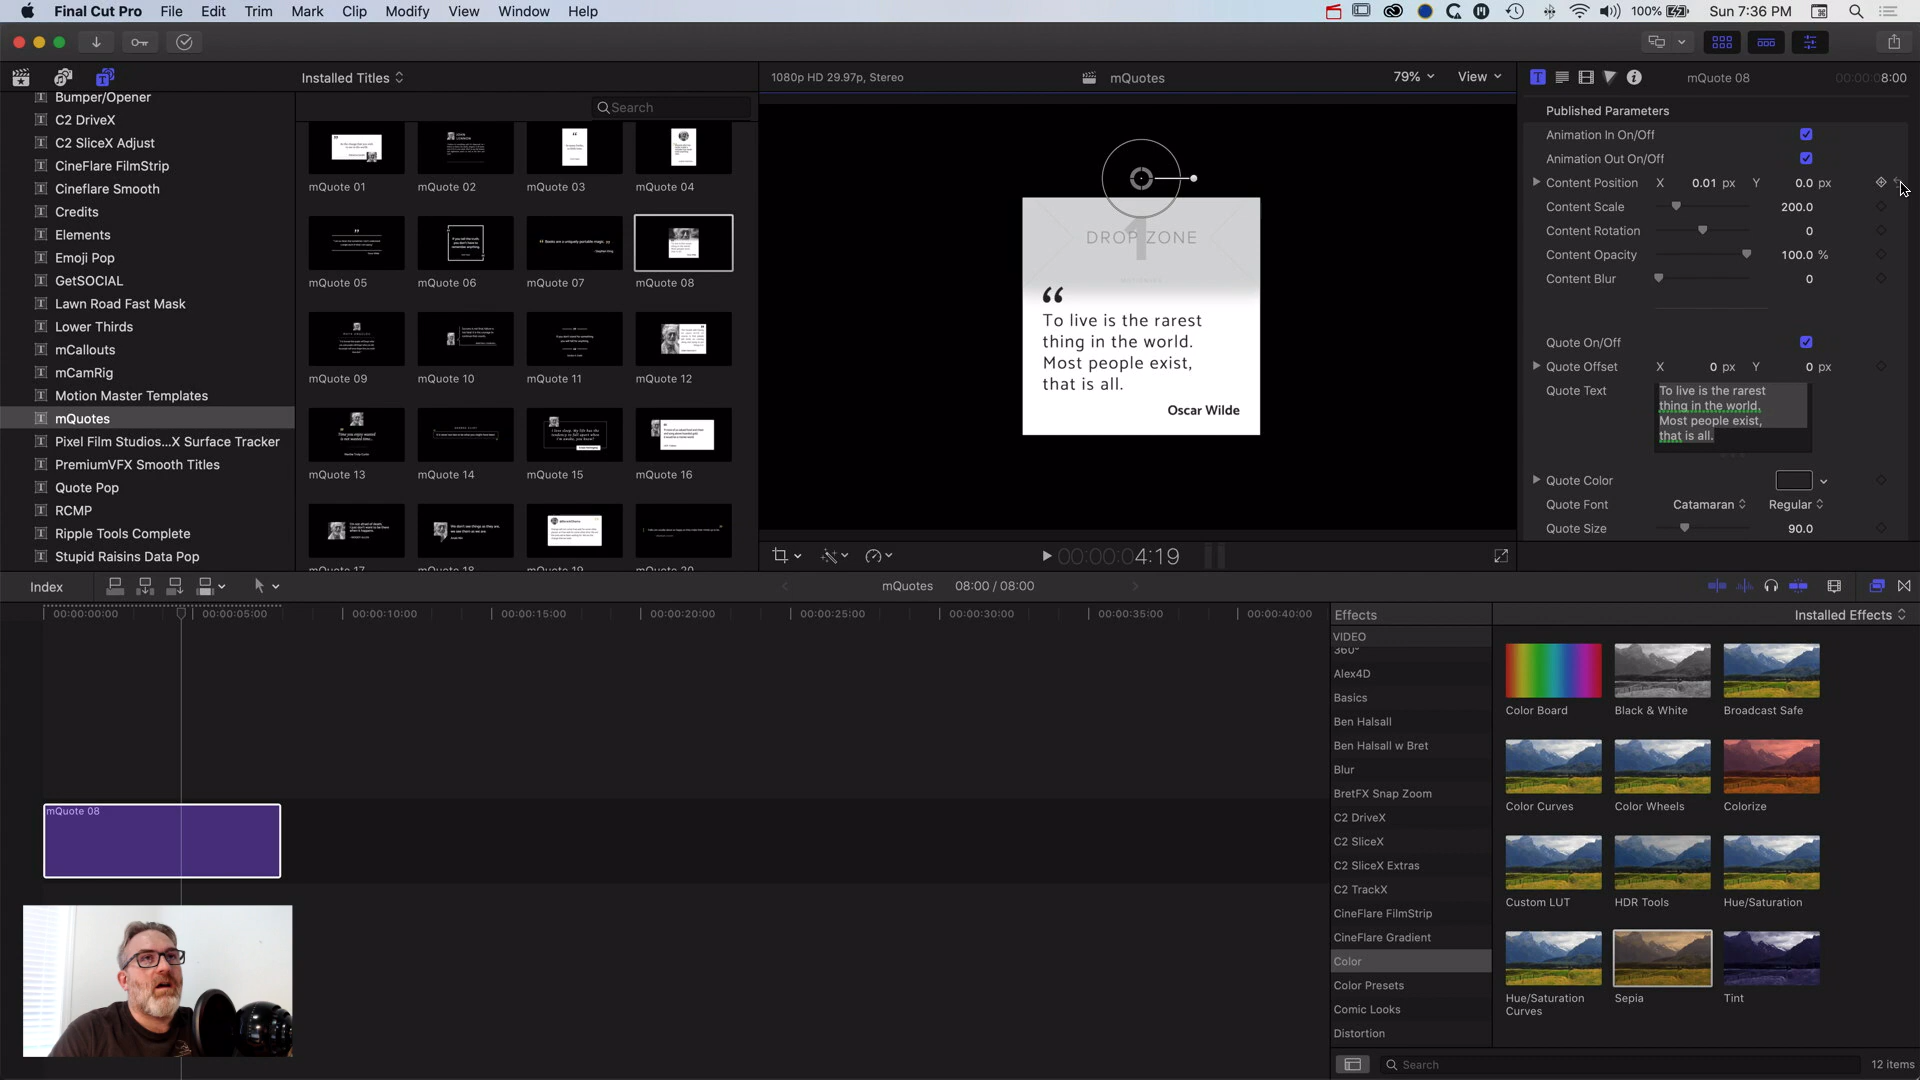 Final Cut Pro File Edit Trim Mark Clip Modify View Window Help
100% Sun 7:36 PM
Installed Titles
1080p HD 29.97p, Stereo
mQuotes
79%
View
mQuote 08
00:00:08:00
Bumper/Opener
C2 DriveX
C2 SliceX Adjust
CineFlare FilmStrip
Cineflare Smooth
Credits
Elements
Emoji Pop
GetSOCIAL
Lawn Road Fast Mask
Lower Thirds
mCallouts
mCamRig
Motion Master Templates
mQuotes
Pixel Film Studios...X Surface Tracker
PremiumVFX Smooth Titles
Quote Pop
RCMP
Ripple Tools Complete
Stupid Raisins Data Pop
Search
mQuote 01 mQuote 02 mQuote 03 mQuote 04
mQuote 05 mQuote 06 mQuote 07 mQuote 08
mQuote 09 mQuote 10 mQuote 11 mQuote 12
mQuote 13 mQuote 14 mQuote 15 mQuote 16
1
DROP ZONE
“
To live is the rarest
thing in the world.
Most people exist,
that is all.
Oscar Wilde
Published Parameters
Animation In On/Off
Animation Out On/Off
Content Position X 0.01 px Y 0.0 px
Content Scale 200.0
Content Rotation 0
Content Opacity 100.0 %
Content Blur 0
Quote On/Off
Quote Offset X 0 px Y 0 px
Quote Text
To live is the rarest
thing in the world.
Most people exist,
that is all.
Quote Color
Quote Font Catamaran Regular
Quote Size 90.0
00:00:04:19
Index
mQuotes 08:00 / 08:00
00:00:00:00 00:00:05:00 00:00:10:00 00:00:15:00 00:00:20:00 00:00:25:00 00:00:30:00 00:00:35:00 00:00:40:00
mQuote 08
Effects
Installed Effects
VIDEO
360°
Alex4D
Basics
Ben Halsall
Ben Halsall w Bret
Blur
BretFX Snap Zoom
C2 DriveX
C2 SliceX
C2 SliceX Extras
C2 TrackX
CineFlare FilmStrip
CineFlare Gradient
Color
Color Presets
Comic Looks
Distortion
Color Board Black & White Broadcast Safe
Color Curves Color Wheels Colorize
Custom LUT HDR Tools Hue/Saturation
Hue/Saturation
Curves
Sepia Tint
Search
12 items